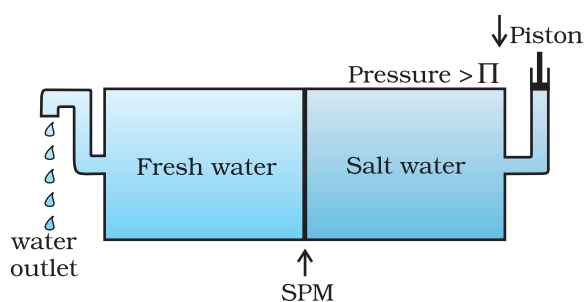 Piston
Pressure > Π
Fresh water
Salt water
water
outlet
SPM